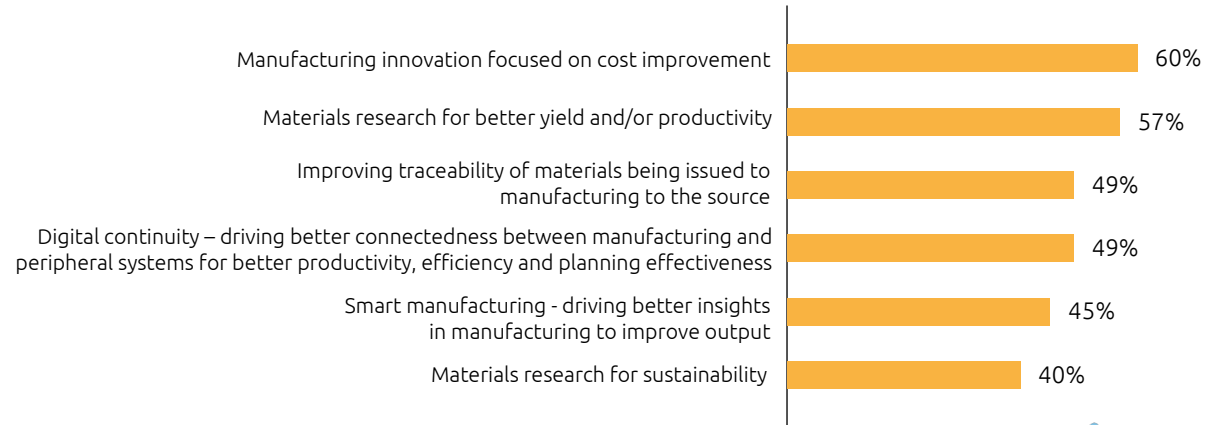 Manufacturing innovation focused on cost improvement 60%
Materials research for better yield and/or productivity 57%
Improving traceability of materials being issued to
manufacturing to the source 49%
Digital continuity – driving better connectedness between manufacturing and
peripheral systems for better productivity, efficiency and planning effectiveness 49%
Smart manufacturing - driving better insights
in manufacturing to improve output 45%
Materials research for sustainability 40%